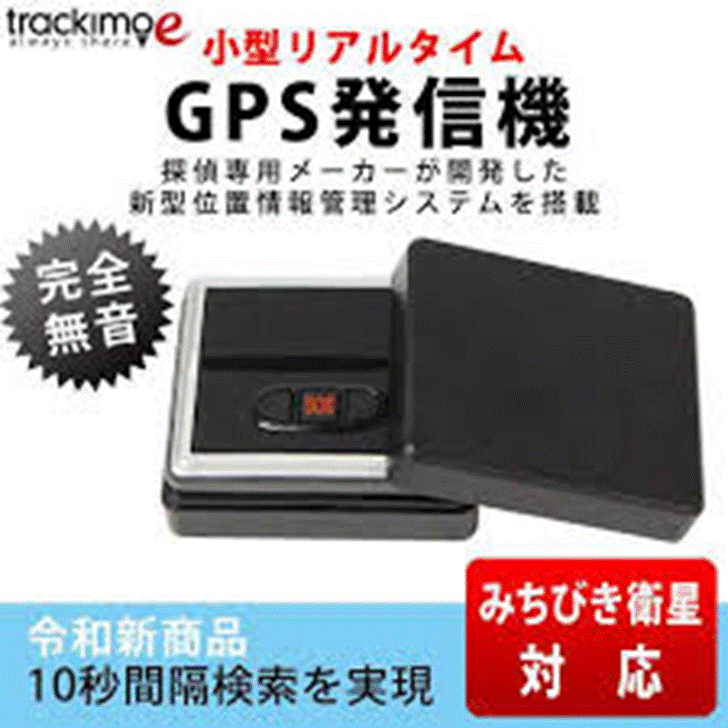 trackimo e
always there.
小型リアルタイム
GPS発信機
探偵専用メーカーが開発した
新型位置情報管理システムを搭載
完全
無音
みちびき衛星
対応
令和新商品
10秒間隔検索を実現